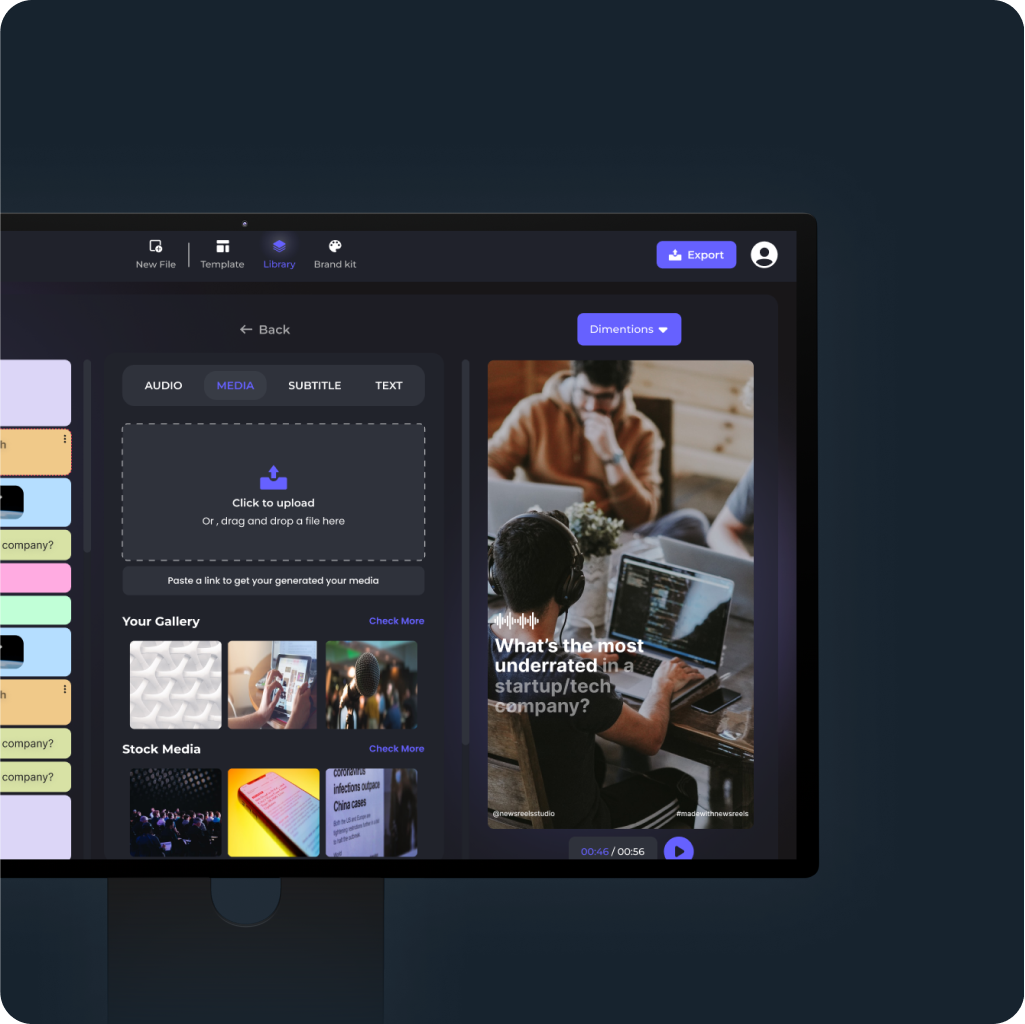 New File
Template
Library
Brand kit
Export
Back
Dimentions
h
company?
h
company?
company?
AUDIO
MEDIA
SUBTITLE
TEXT
Click to upload
Or , drag and drop a file here
Paste a link to get your generated your media
Your Gallery
Check More
Stock Media
Check More
coronavirus
infections outpace
China cases
What's the most
underrated in a
startup/tech
company?
@newsreelsstudio
#madewithnewsreels
00:46 / 00:56